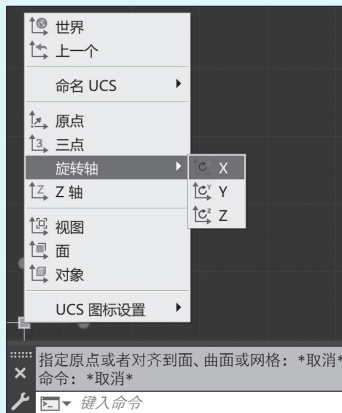 世界
上一个
命名 UCS
原点
三点
旋转轴
X
Y
Z
Z 轴
视图
面
对象
UCS 图标设置
指定原点或者对齐到面、曲面或网格: *取消*
命令: *取消*
键入命令